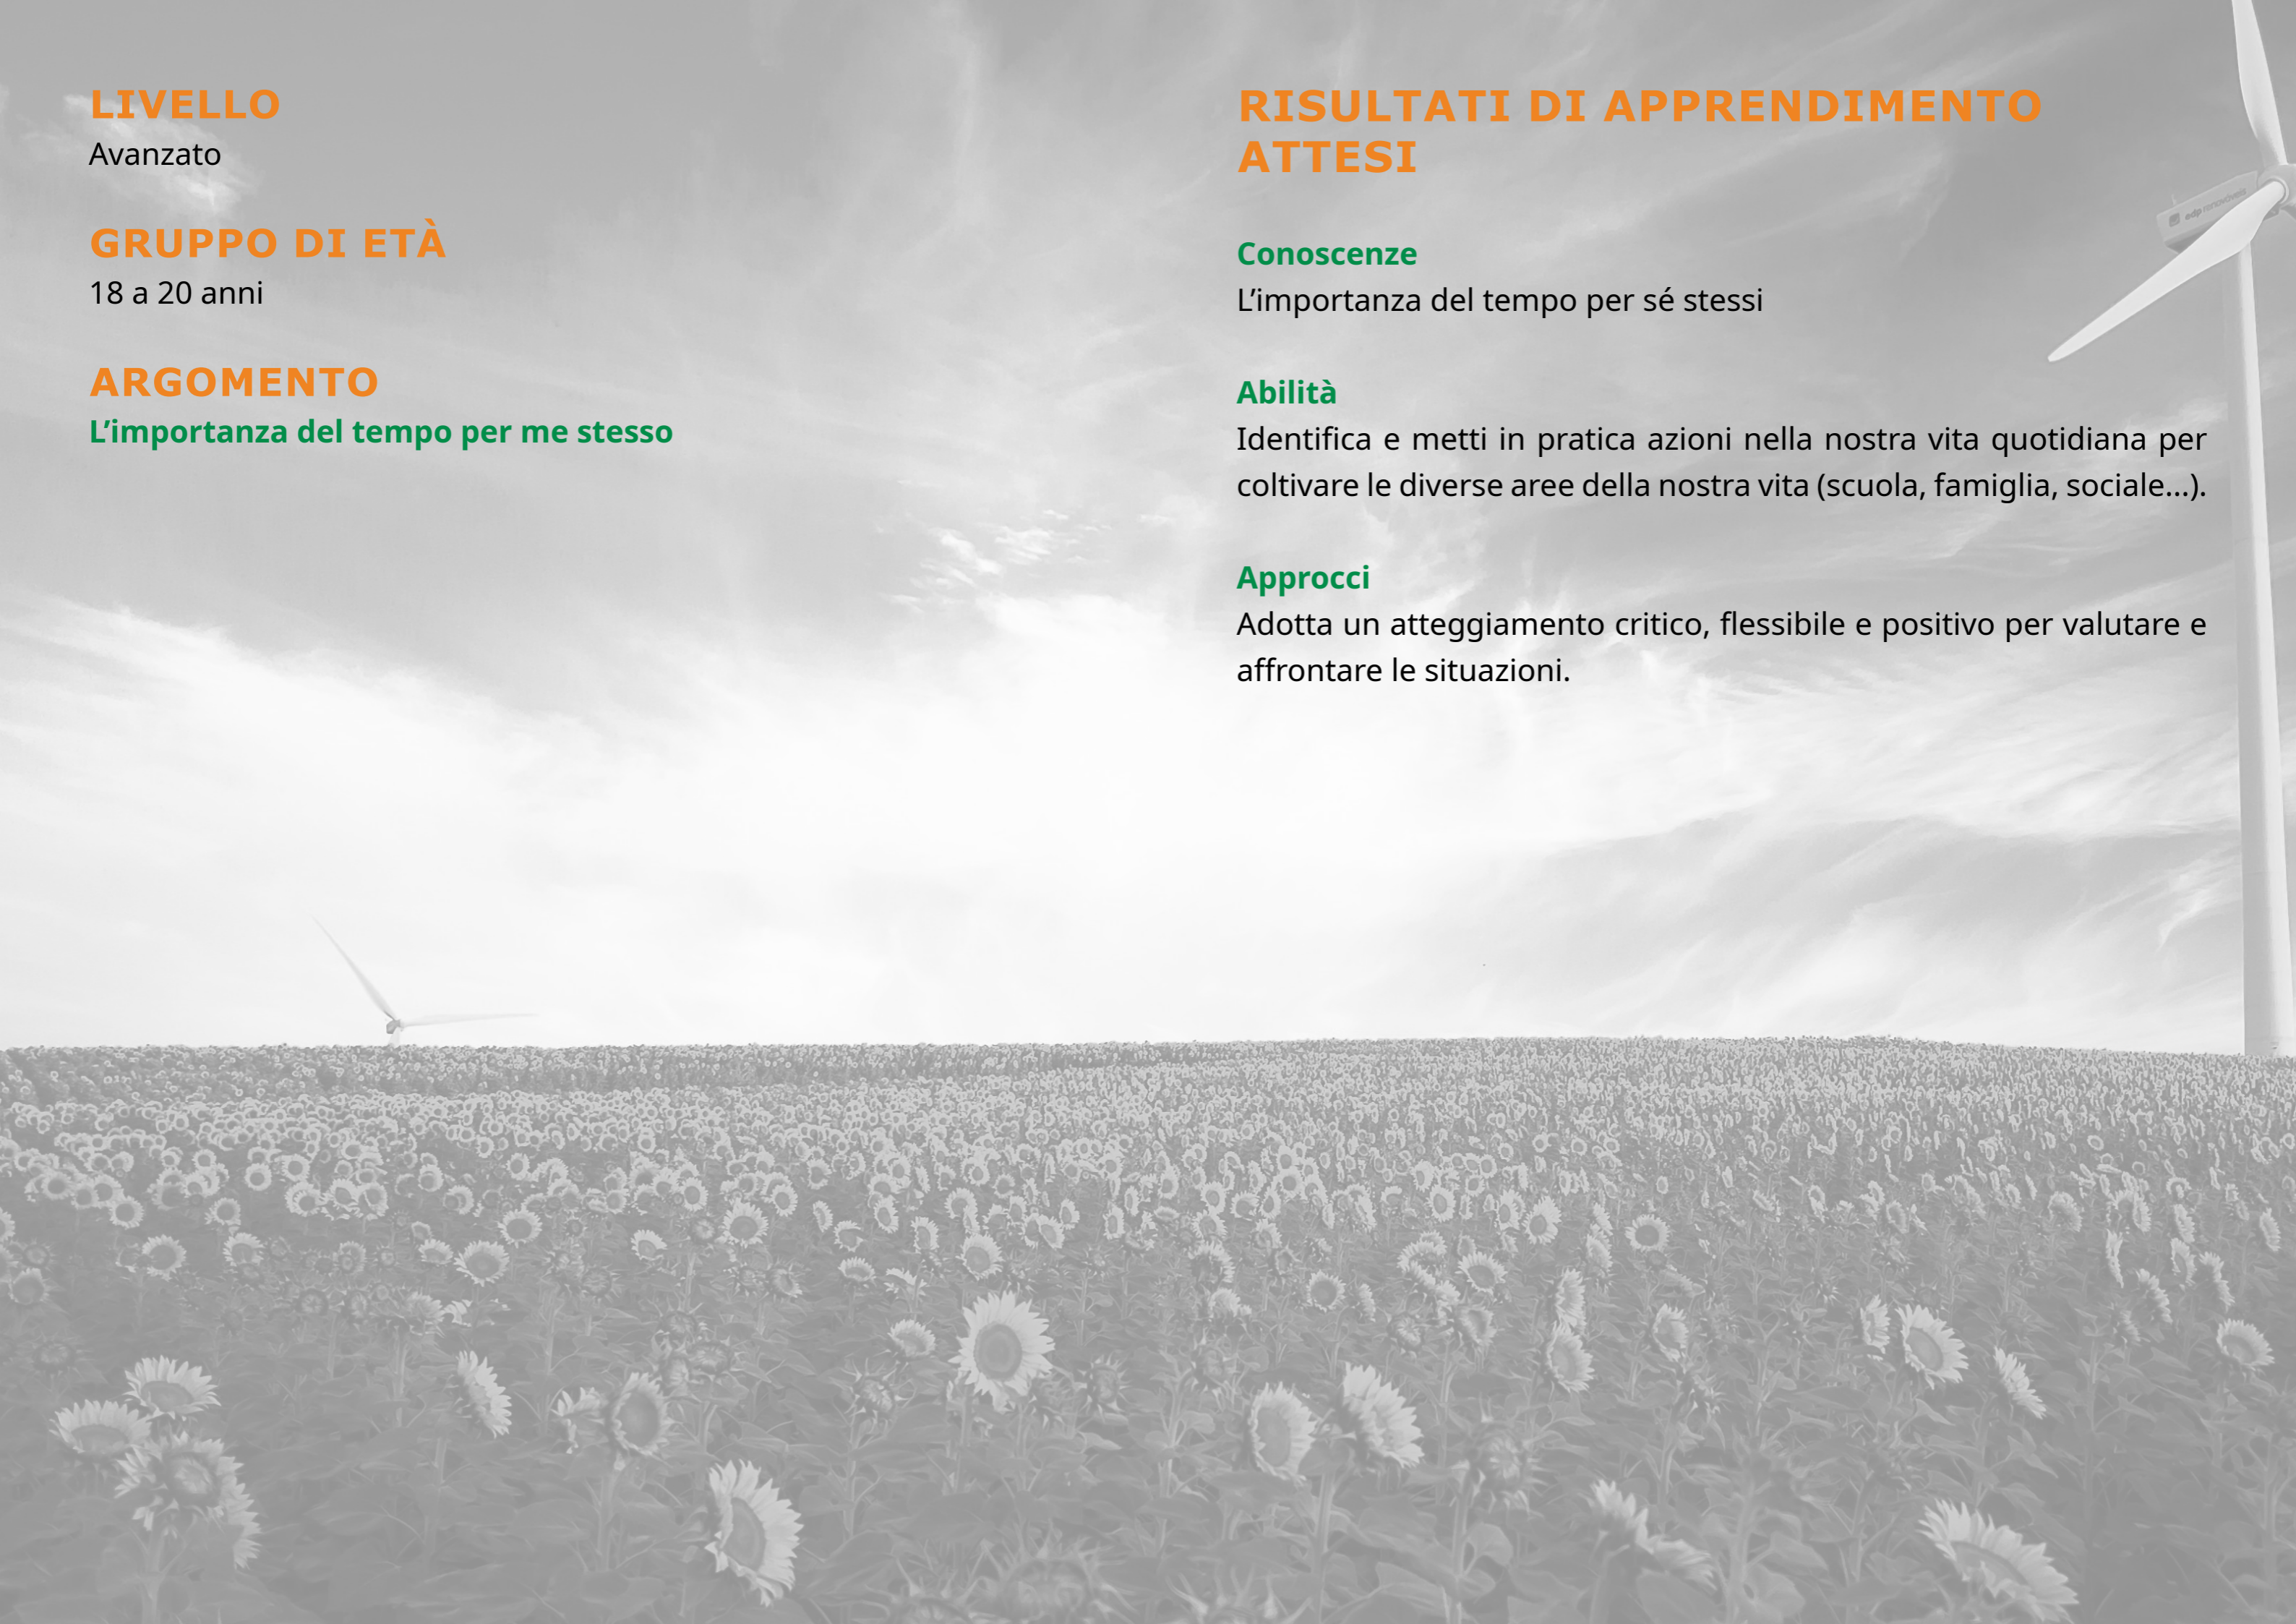 LIVELLO
Avanzato
GRUPPO DI ETÀ
18 a 20 anni
ARGOMENTO
L’importanza del tempo per me stesso
RISULTATI DI APPRENDIMENTO
ATTESI
Conoscenze
L’importanza del tempo per sé stessi
Abilità
Identifica e metti in pratica azioni nella nostra vita quotidiana per
coltivare le diverse aree della nostra vita (scuola, famiglia, sociale...).
Approcci
Adotta un atteggiamento critico, flessibile e positivo per valutare e
affrontare le situazioni.